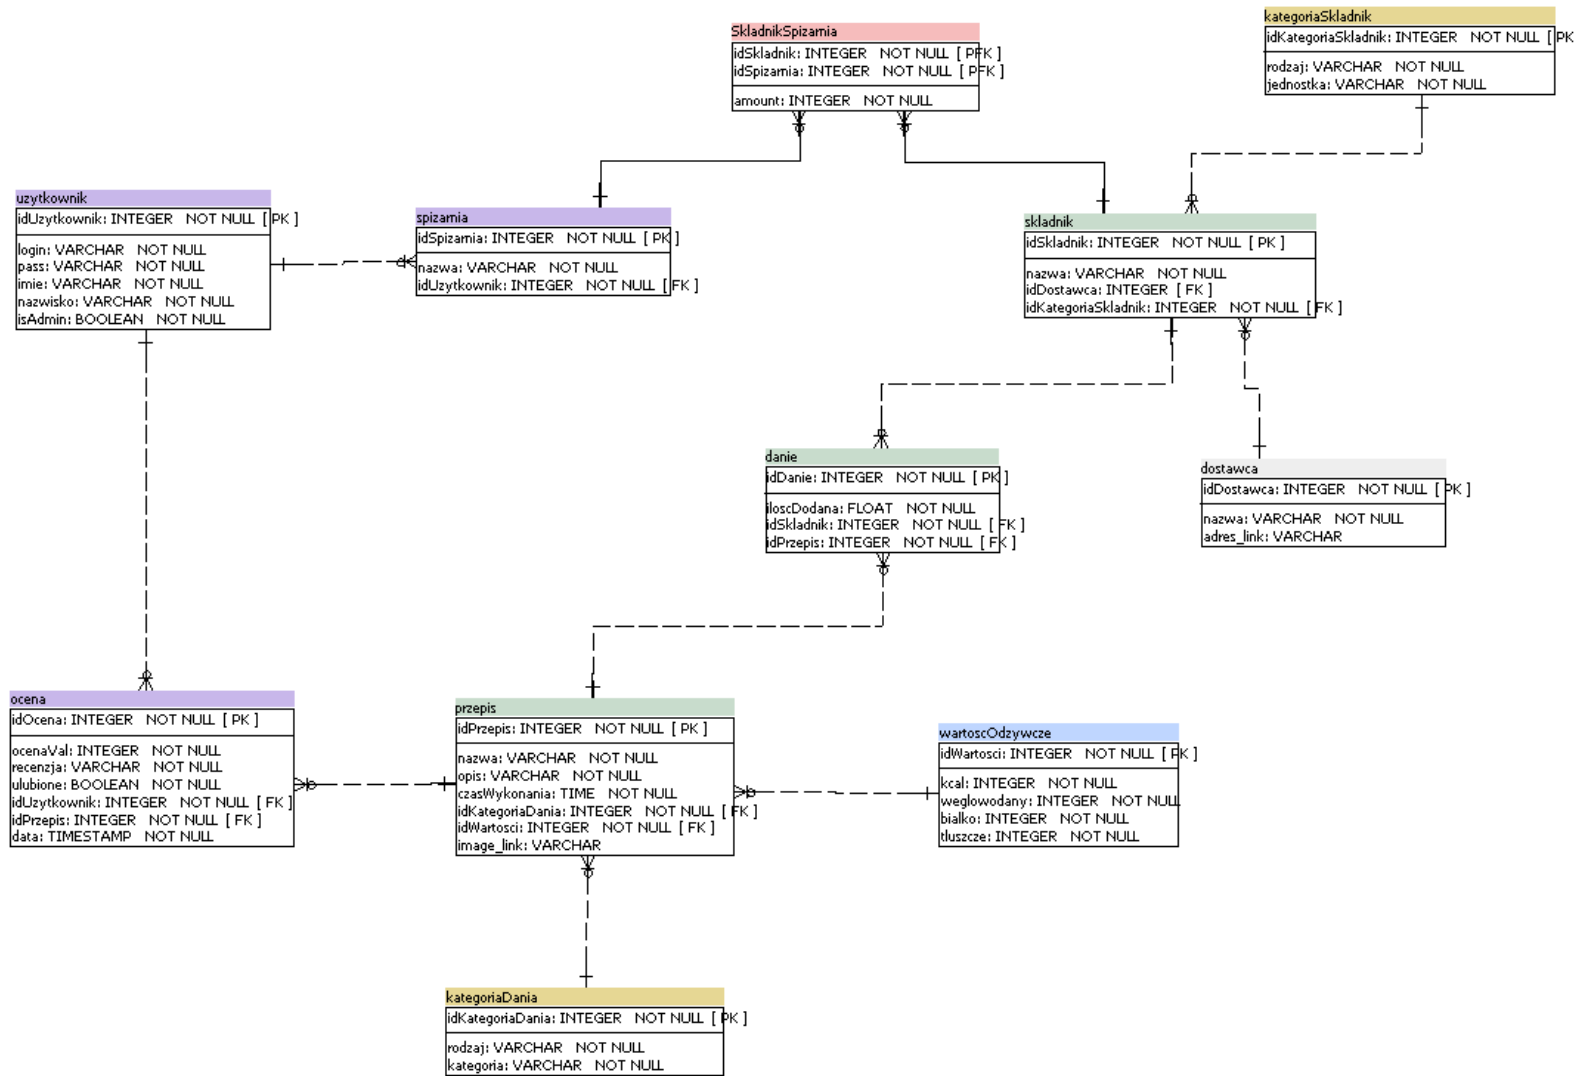 SkladnikSpizarnia
idSkladnik: INTEGER NOT NULL [ PFK ]
idSpizarnia: INTEGER NOT NULL [ PFK ]
amount: INTEGER NOT NULL
kategoriaSkladnik
idKategoriaSkladnik: INTEGER NOT NULL [ PK
rodzaj: VARCHAR NOT NULL
jednostka: VARCHAR NOT NULL
uzytkownik
idUzytkownik: INTEGER NOT NULL [ PK ]
login: VARCHAR NOT NULL
pass: VARCHAR NOT NULL
imie: VARCHAR NOT NULL
nazwisko: VARCHAR NOT NULL
isAdmin: BOOLEAN NOT NULL
spizarnia
idSpizarnia: INTEGER NOT NULL [ PK ]
nazwa: VARCHAR NOT NULL
idUzytkownik: INTEGER NOT NULL [ FK ]
skladnik
idSkladnik: INTEGER NOT NULL [ PK ]
nazwa: VARCHAR NOT NULL
idDostawca: INTEGER [ FK ]
idKategoriaSkladnik: INTEGER NOT NULL [ FK ]
danie
idDanie: INTEGER NOT NULL [ PK ]
iloscDodana: FLOAT NOT NULL
idSkladnik: INTEGER NOT NULL [ FK ]
idPrzepis: INTEGER NOT NULL [ FK ]
dostawca
idDostawca: INTEGER NOT NULL [ PK ]
nazwa: VARCHAR NOT NULL
adres_link: VARCHAR
ocena
idOcena: INTEGER NOT NULL [ PK ]
ocenaVal: INTEGER NOT NULL
recenzja: VARCHAR NOT NULL
ulubione: BOOLEAN NOT NULL
idUzytkownik: INTEGER NOT NULL [ FK ]
idPrzepis: INTEGER NOT NULL [ FK ]
data: TIMESTAMP NOT NULL
przepis
idPrzepis: INTEGER NOT NULL [ PK ]
nazwa: VARCHAR NOT NULL
opis: VARCHAR NOT NULL
czasWykonania: TIME NOT NULL
idKategoriaDania: INTEGER NOT NULL [ FK ]
idWartosci: INTEGER NOT NULL [ FK ]
image_link: VARCHAR
wartoscOdzywcze
idWartosci: INTEGER NOT NULL [ PK ]
kcal: INTEGER NOT NULL
weglowodany: INTEGER NOT NULL
bialko: INTEGER NOT NULL
tluszcze: INTEGER NOT NULL
kategoriaDania
idKategoriaDania: INTEGER NOT NULL [ PK ]
rodzaj: VARCHAR NOT NULL
kategoria: VARCHAR NOT NULL